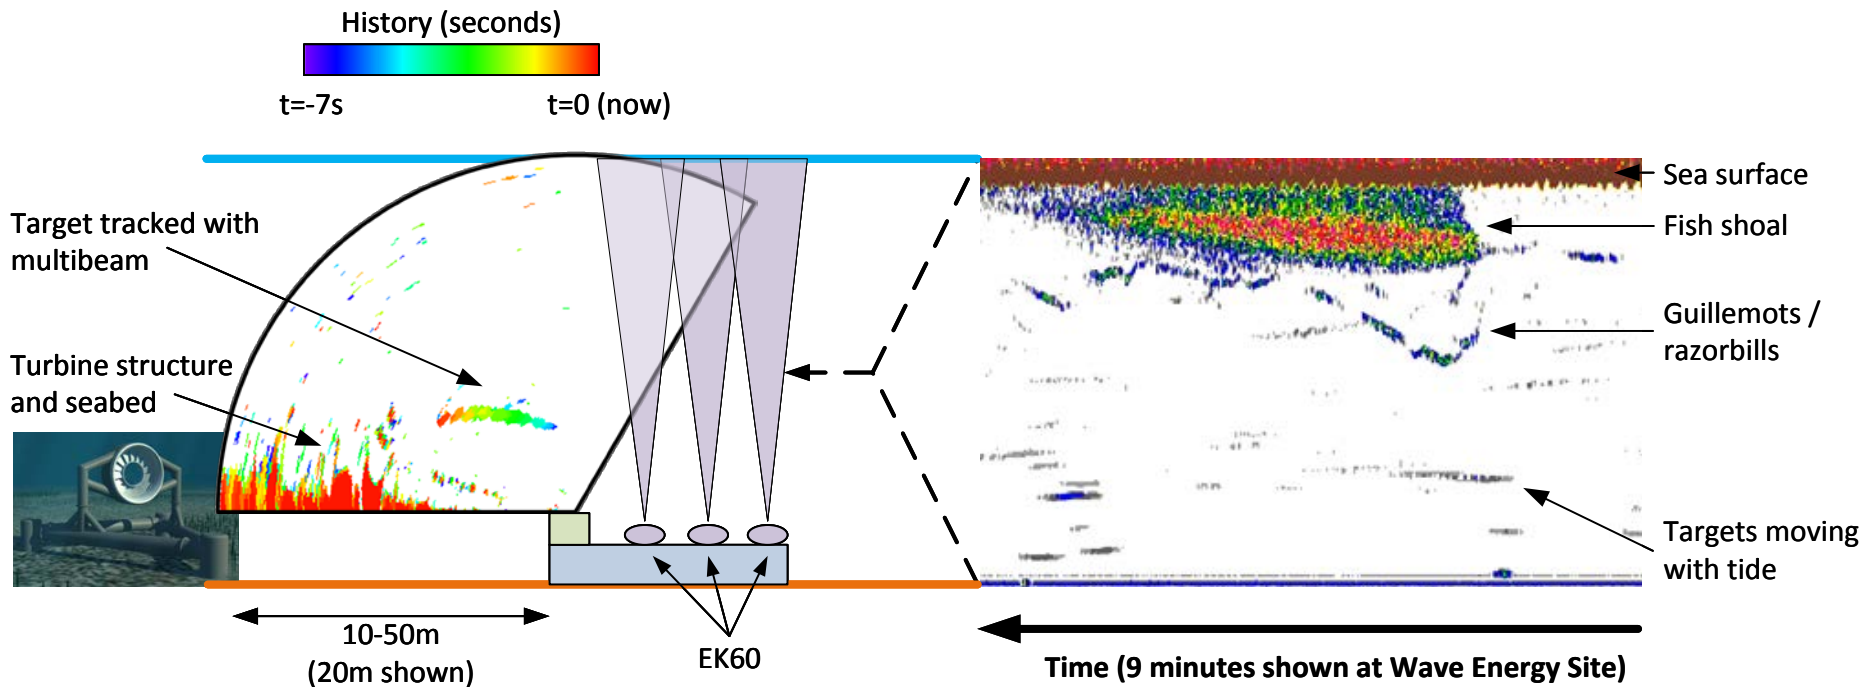 History (seconds)
t=-7s
t=0 (now)
Target tracked with
multibeam
Turbine structure
and seabed
10-50m
(20m shown)
EK60
Sea surface
Fish shoal
Guillemots /
razorbills
Targets moving
with tide
Time (9 minutes shown at Wave Energy Site)